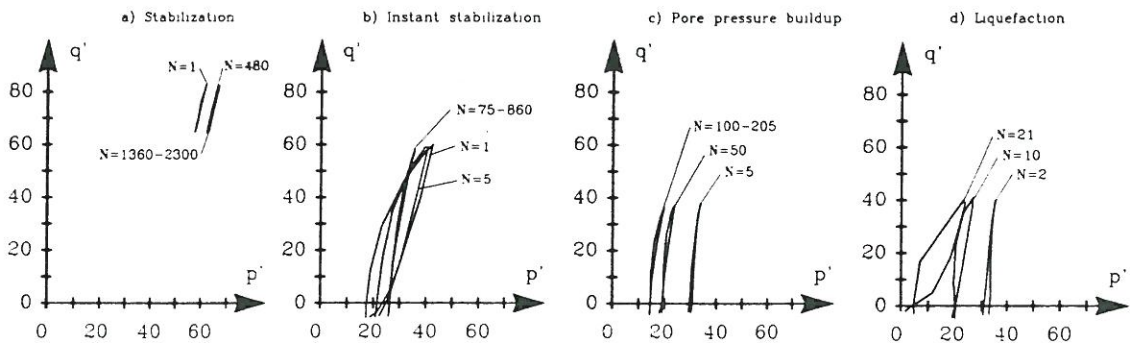 a) Stabilization
q'
N=1
N=480
80
60
N=1360-2300
40
20
p'
0
0 20 40 60
b) Instant stabilization
q'
80
N=75-860
60
N=1
N=5
40
20
p'
0
0 20 40 60
c) Pore pressure buildup
q'
80
N=100-205
60
N=50
N=5
40
20
p'
0
0 20 40 60
d) Liquefaction
q'
80
N=21
60
N=10
N=2
40
20
p'
0
0 20 40 60